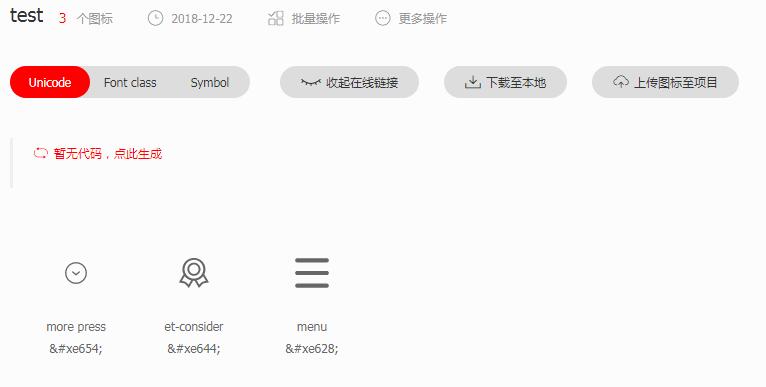 test 3 个图标 2018-12-22 批量操作 更多操作
Unicode Font class Symbol 收起在线链接 下载至本地 上传图标至项目
暂无代码，点此生成
more press et-consider menu
&#xe654; &#xe644; &#xe628;